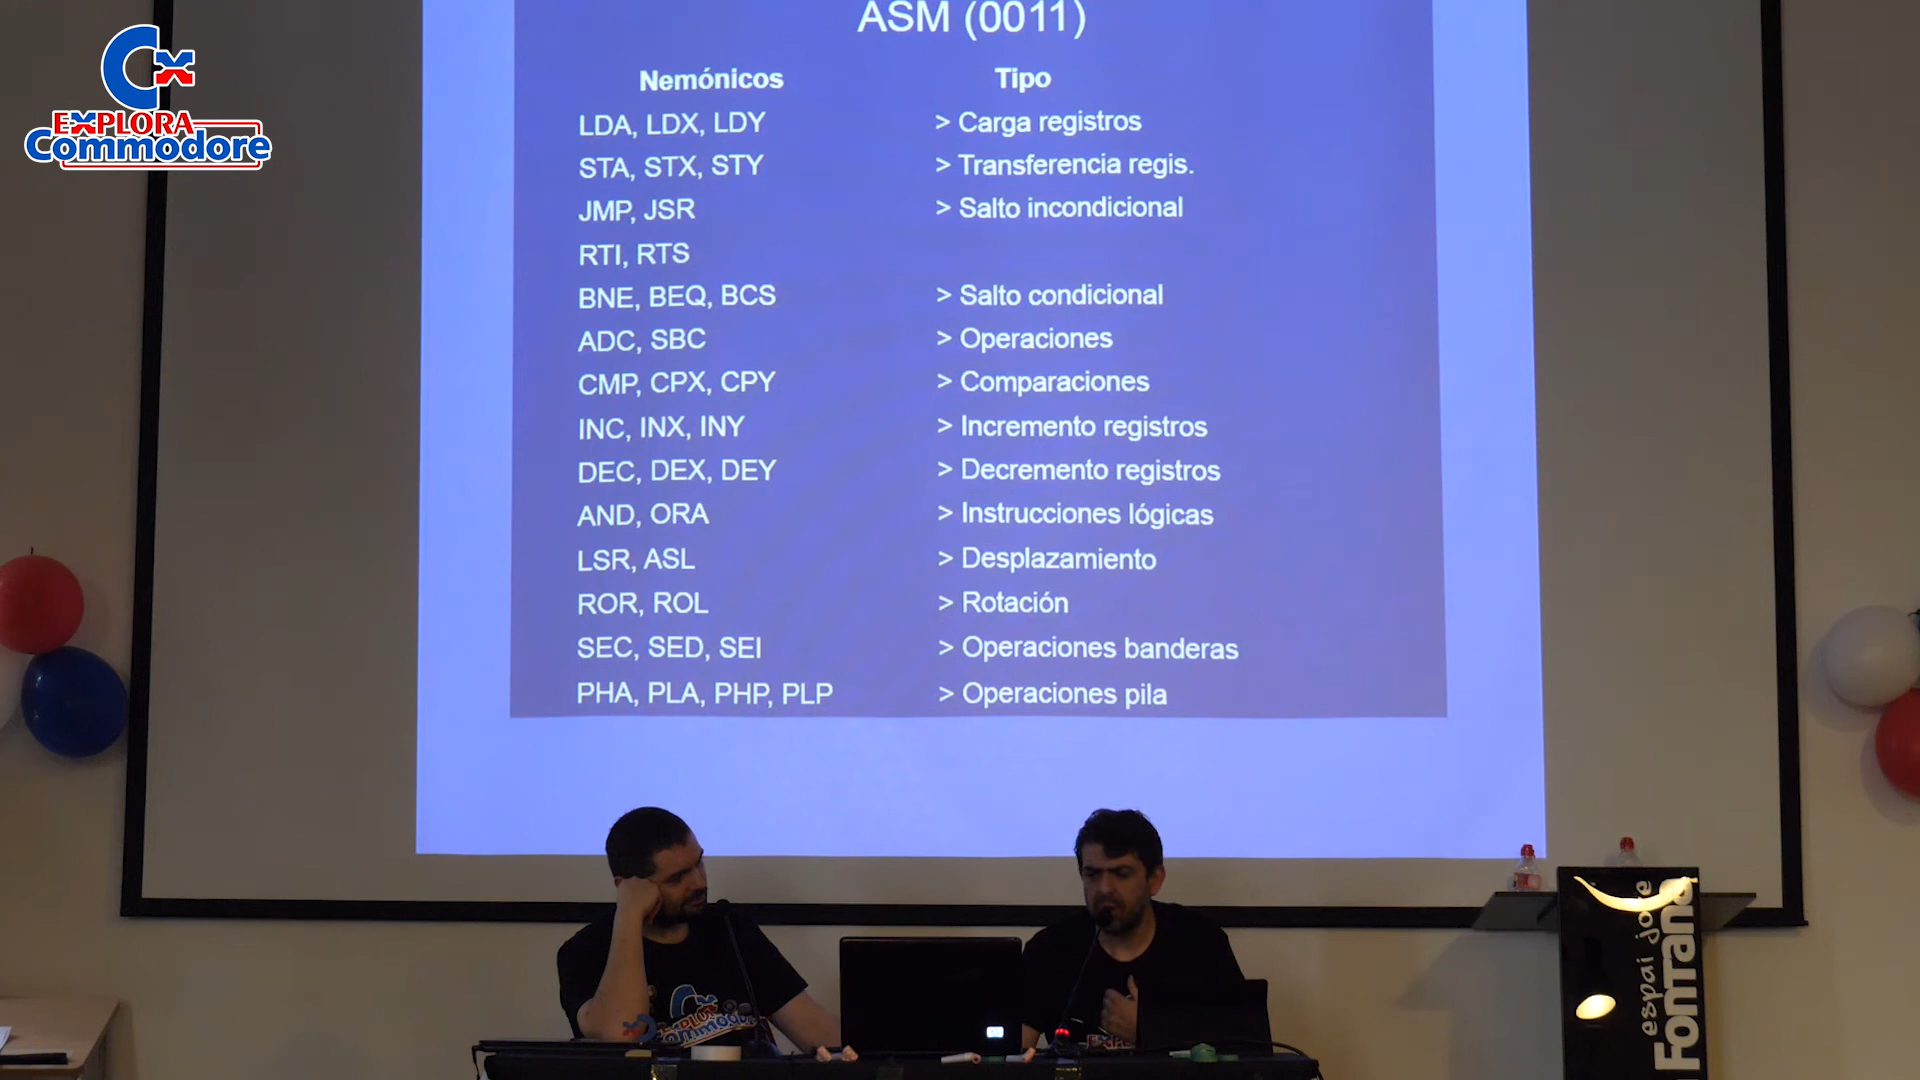 Cx
EXPLORA
Commodore
ASM (0011)
Nemónicos Tipo
LDA, LDX, LDY > Carga registros
STA, STX, STY > Transferencia regis.
JMP, JSR > Salto incondicional
RTI, RTS
BNE, BEQ, BCS > Salto condicional
ADC, SBC > Operaciones
CMP, CPX, CPY > Comparaciones
INC, INX, INY > Incremento registros
DEC, DEX, DEY > Decremento registros
AND, ORA > Instrucciones lógicas
LSR, ASL > Desplazamiento
ROR, ROL > Rotación
SEC, SED, SEI > Operaciones banderas
PHA, PLA, PHP, PLP > Operaciones pila
EXPLORA
Commodore
espai jove
Fontana